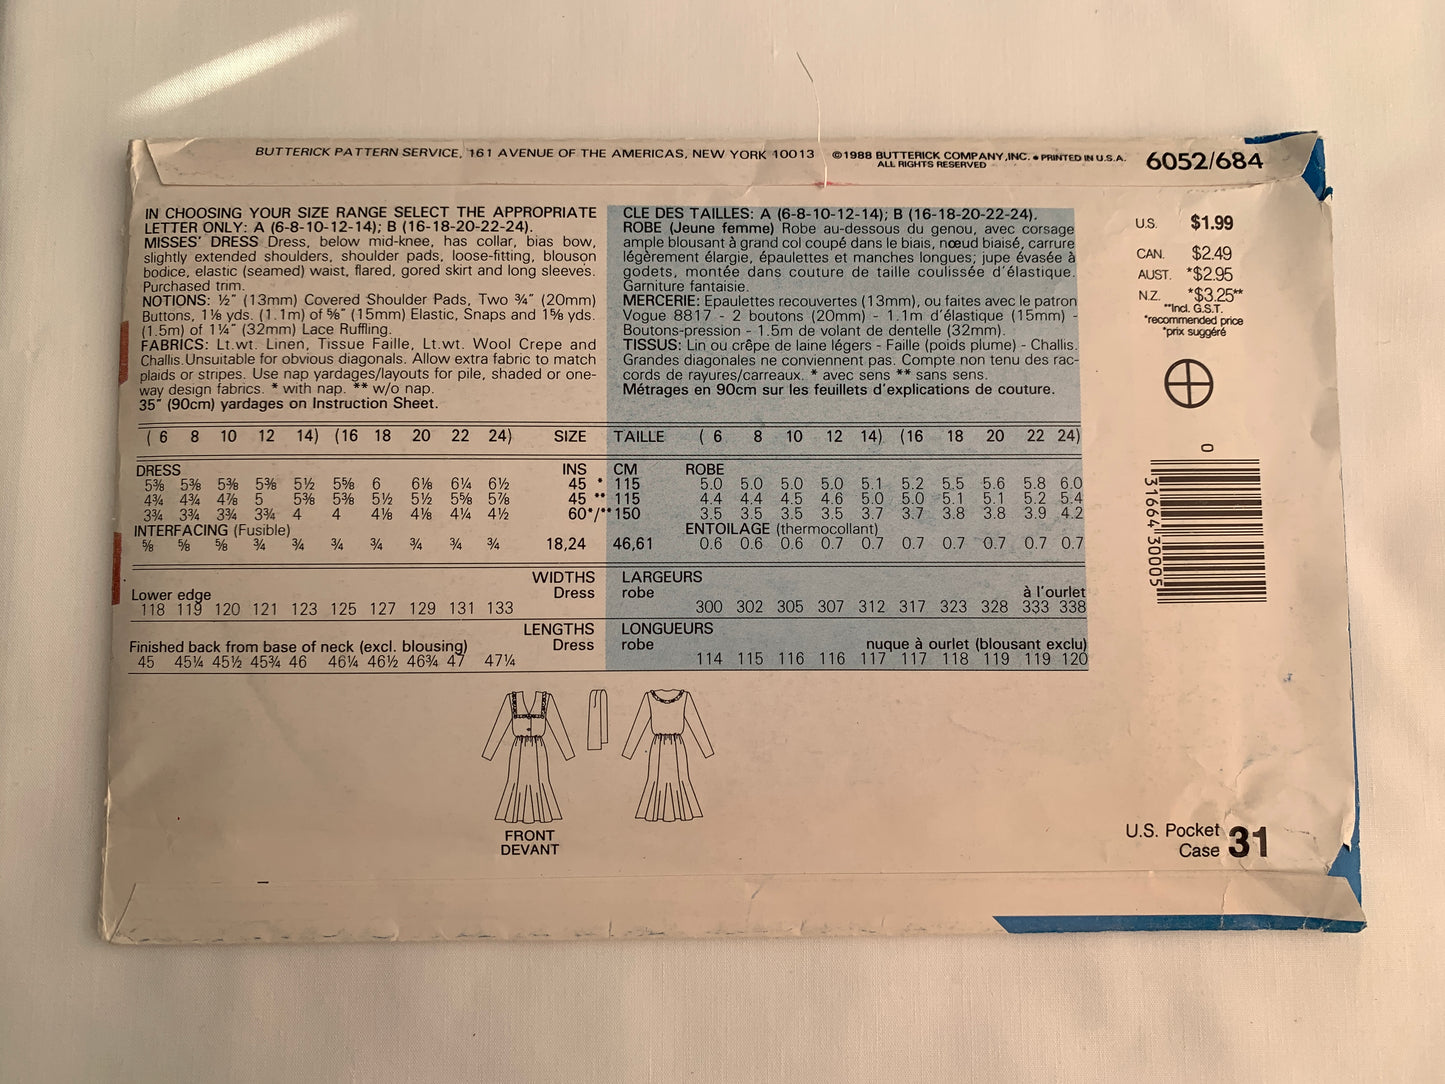 BUTTERICK PATTERN SERVICE, 161 AVENUE OF THE AMERICAS, NEW YORK 10013 ©1988 BUTTERICK COMPANY, INC. • PRINTED IN U.S.A. 6052/684
ALL RIGHTS RESERVED
IN CHOOSING YOUR SIZE RANGE SELECT THE APPROPRIATE
LETTER ONLY: A (6-8-10-12-14); B (16-18-20-22-24).
MISSES' DRESS Dress, below mid-knee, has collar, bias bow,
slightly extended shoulders, shoulder pads, loose-fitting, blouson
bodice, elastic (seamed) waist, flared, gored skirt and long sleeves.
Purchased trim.
NOTIONS: ½" (13mm) Covered Shoulder Pads, Two ¾" (20mm)
Buttons, 1⅛ yds. (1.1m) of ⅝" (15mm) Elastic, Snaps and 1⅝ yds.
(1.5m) of 1¼" (32mm) Lace Ruffling.
FABRICS: Lt.wt. Linen, Tissue Faille, Lt.wt. Wool Crepe and
Challis. Unsuitable for obvious diagonals. Allow extra fabric to match
plaids or stripes. Use nap yardages/layouts for pile, shaded or one-
way design fabrics. * with nap. ** w/o nap.
35" (90cm) yardages on Instruction Sheet.
CLE DES TAILLES: A (6-8-10-12-14); B (16-18-20-22-24).
ROBE (Jeune femme) Robe au-dessous du genou, avec corsage
ample blousant à grand col coupé dans le biais, nœud biaisé, carrure
légèrement élargie, épaulettes et manches longues; jupe évasée à
godets, montée dans couture de taille coulissée d'élastique.
Garniture fantaisie.
MERCERIE: Epaulettes recouvertes (13mm), ou faites avec le patron
Vogue 8817 - 2 boutons (20mm) - 1.1m d'élastique (15mm) -
Boutons-pression - 1.5m de volant de dentelle (32mm).
TISSUS: Lin ou crêpe de laine légers - Faille (poids plume) - Challis.
Grandes diagonales ne conviennent pas. Compte non tenu des rac-
cords de rayures/carreaux. * avec sens ** sans sens.
Métrages en 90cm sur les feuillets d'explications de couture.
U.S. $1.99
CAN. $2.49
AUST. *$2.95
N.Z. *$3.25**
**Incl. G.S.T.
*recommended price
*prix suggéré
( 6 8 10 12 14) (16 18 20 22 24) SIZE TAILLE ( 6 8 10 12 14) (16 18 20 22 24)
DRESS INS CM ROBE
5⅜ 5⅜ 5⅜ 5⅜ 5½ 5⅝ 6 6⅛ 6¼ 6½ 45 * 115 5.0 5.0 5.0 5.0 5.1 5.2 5.5 5.6 5.8 6.0
4¾ 4¾ 4⅞ 5 5⅜ 5⅜ 5½ 5½ 5⅝ 5⅞ 45 ** 115 4.4 4.4 4.5 4.6 5.0 5.0 5.1 5.1 5.2 5.4
3¾ 3¾ 3¾ 3¾ 4 4 4⅛ 4⅛ 4¼ 4½ 60*/** 150 3.5 3.5 3.5 3.5 3.7 3.7 3.8 3.8 3.9 4.2
INTERFACING (Fusible) ENTOILAGE (thermocollant)
⅝ ⅝ ⅝ ¾ ¾ ¾ ¾ ¾ ¾ ¾ 18,24 46,61 0.6 0.6 0.6 0.7 0.7 0.7 0.7 0.7 0.7 0.7
WIDTHS LARGEURS
Lower edge Dress robe à l'ourlet
118 119 120 121 123 125 127 129 131 133 300 302 305 307 312 317 323 328 333 338
LENGTHS LONGUEURS
Finished back from base of neck (excl. blousing) Dress robe nuque à ourlet (blousant exclu)
45 45¼ 45½ 45¾ 46 46¼ 46½ 46¾ 47 47¼ 114 115 116 116 117 117 118 119 119 120
0
31664 30005
FRONT
DEVANT
U.S. Pocket
Case 31